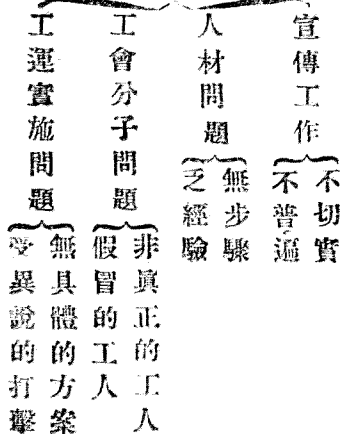 宣傳工作
不切實
不普遍
人材問題
無步驟
乏經驗
工會分子問題
非眞正的工人
假冒的工人
工運實施問題
無具體的方案
受異說的打擊